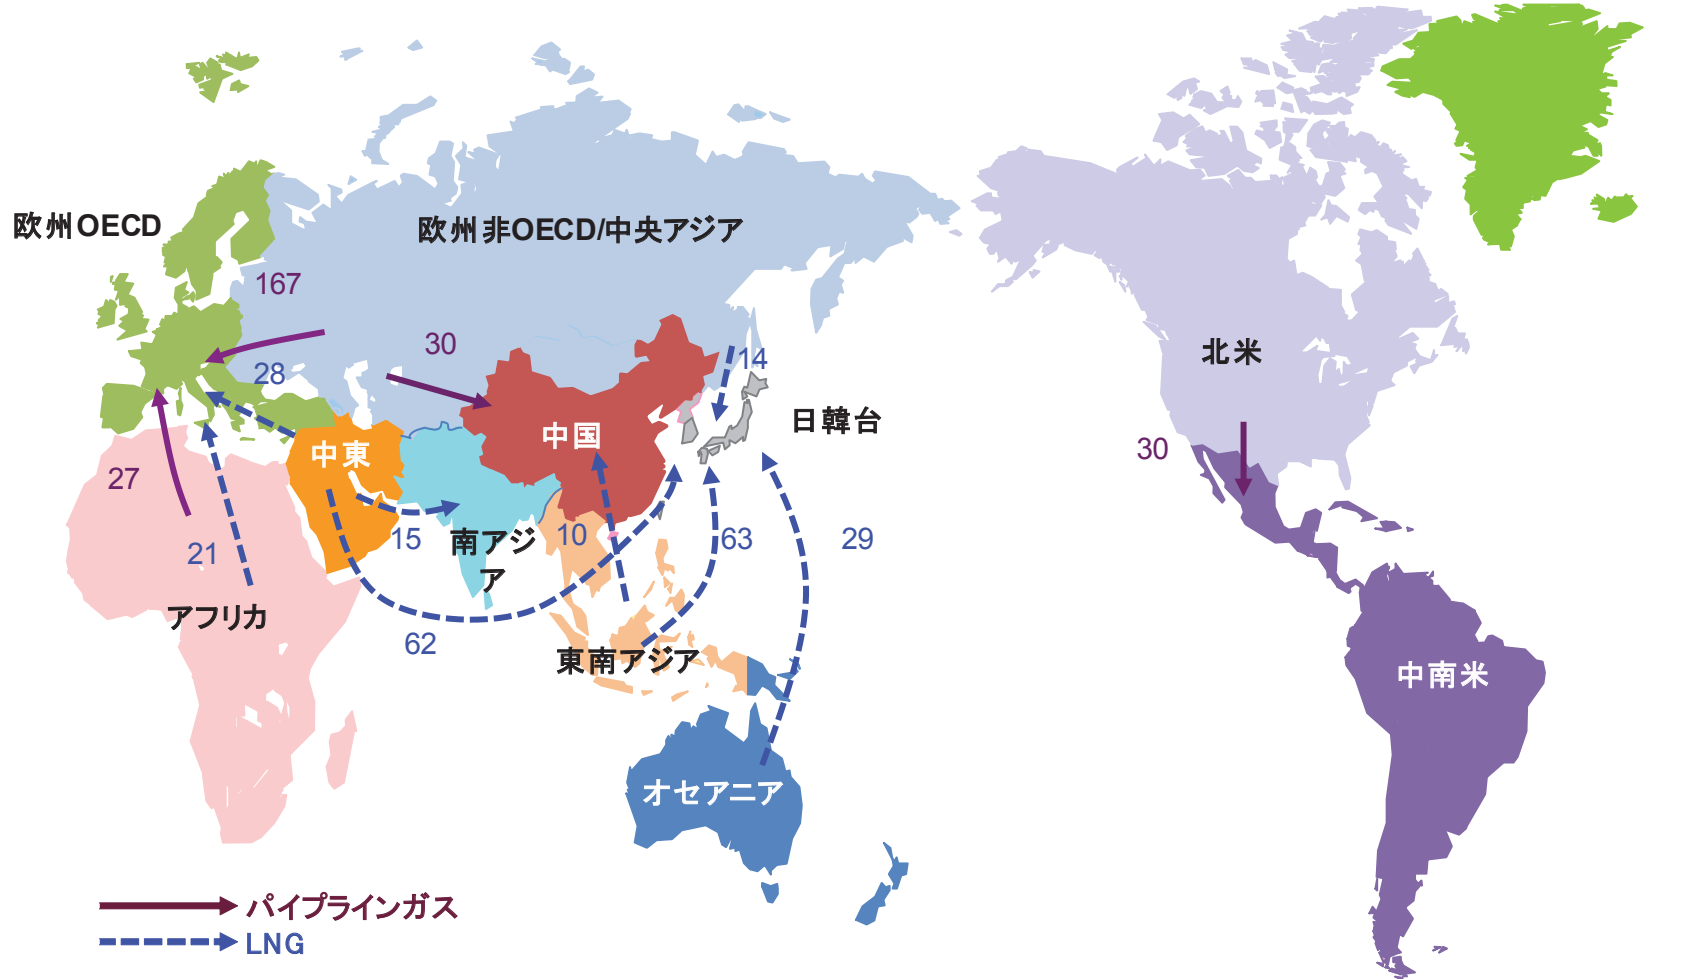 欧州OECD
欧州非OECD/中央アジア
167
30
28
14
北米
日韓台
中国
中東
30
27
15
南アジ
ア
10
63
29
21
アフリカ
62
東南アジア
中南米
オセアニア
パイプラインガス
LNG